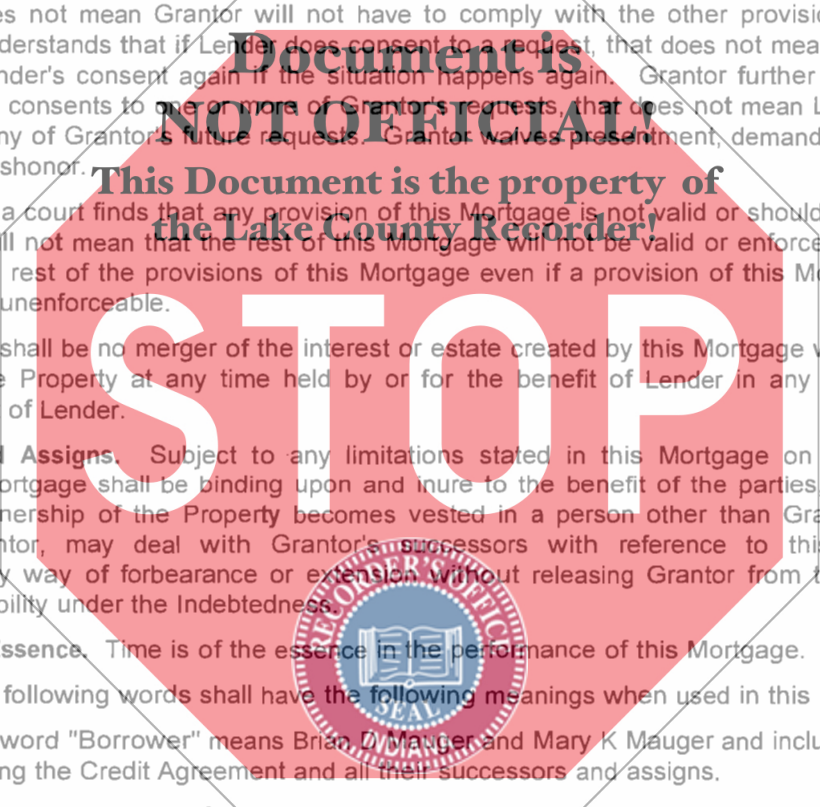 es not mean Grantor will not have to comply with the other provisi
derstands that if Lender does consent to a request, that does not mea
Document is
nder's consent again if the situation happens again. Grantor further
consents to one or more of Grantor's requests, that does not mean L
NOT OFFICIAL!
ny of Grantor's future requests. Grantor waives presentment, demand
shonor.
This Document is the property of
a court finds that any provision of this Mortgage is not valid or should
the Lake County Recorder!
ll not mean that the rest of this Mortgage will not be valid or enforce
rest of the provisions of this Mortgage even if a provision of this Mo
unenforceable.
STOP
shall be no merger of the interest or estate created by this Mortgage w
e Property at any time held by or for the benefit of Lender in any
of Lender.
d Assigns. Subject to any limitations stated in this Mortgage on
ortgage shall be binding upon and inure to the benefit of the parties,
nership of the Property becomes vested in a person other than Gra
ntor, may deal with Grantor's successors with reference to this
y way of forbearance or extension without releasing Grantor from t
bility under the Indebtedness.
RECORDER'S OFFICE
ssence. Time is of the essence in the performance of this Mortgage.
following words shall have the following meanings when used in this
SEAL
word "Borrower" means Brian D Mauger and Mary K Mauger and inclu
ng the Credit Agreement and all their successors and assigns.